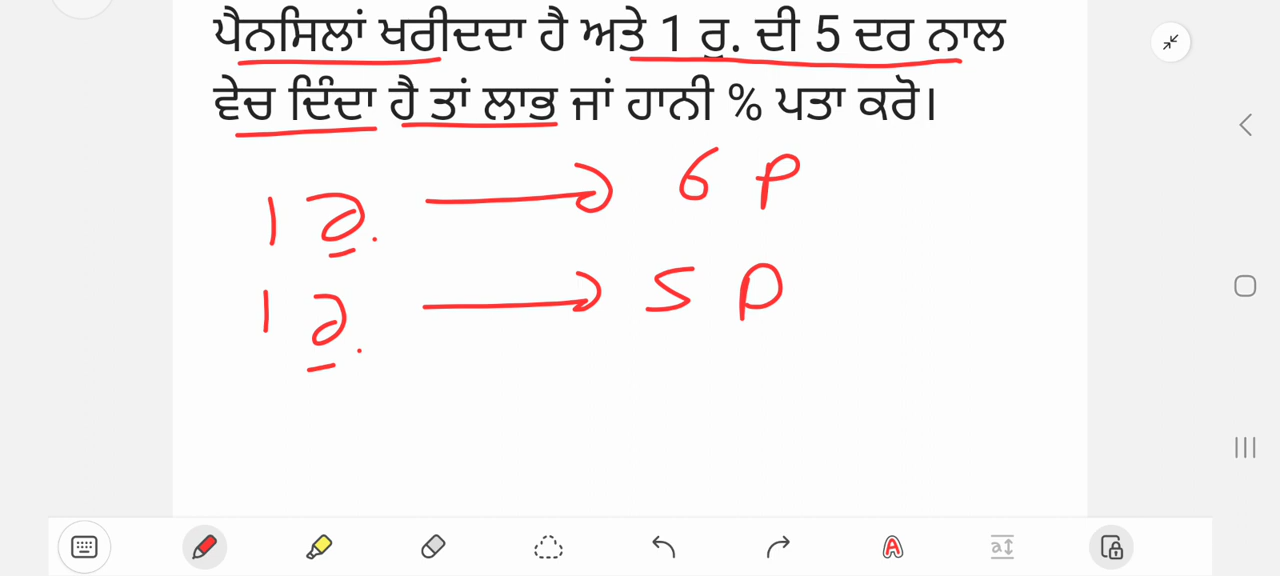 ਪੈਨਸਿਲਾਂ ਖਰੀਦਦਾ ਹੈ ਅਤੇ 1 ਰੁ. ਦੀ 5 ਦਰ ਨਾਲ
ਵੇਚ ਦਿੰਦਾ ਹੈ ਤਾਂ ਲਾਭ ਜਾਂ ਹਾਨੀ % ਪਤਾ ਕਰੋ।
1 ਰੁ. 6 P
1 ਰੁ. 5 P